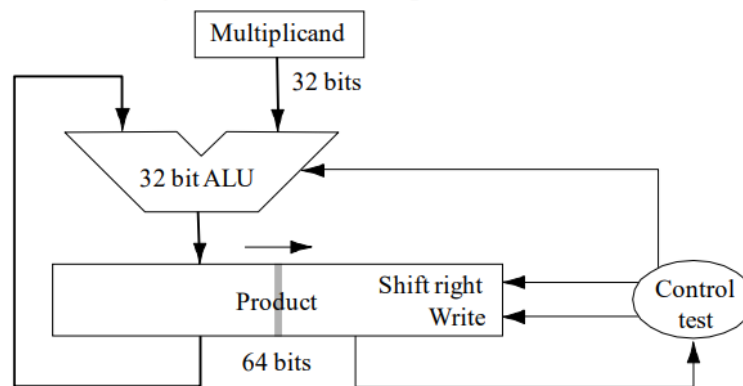 Multiplicand
32 bits
32 bit ALU
Shift right
Product
Write
Control
test
64 bits